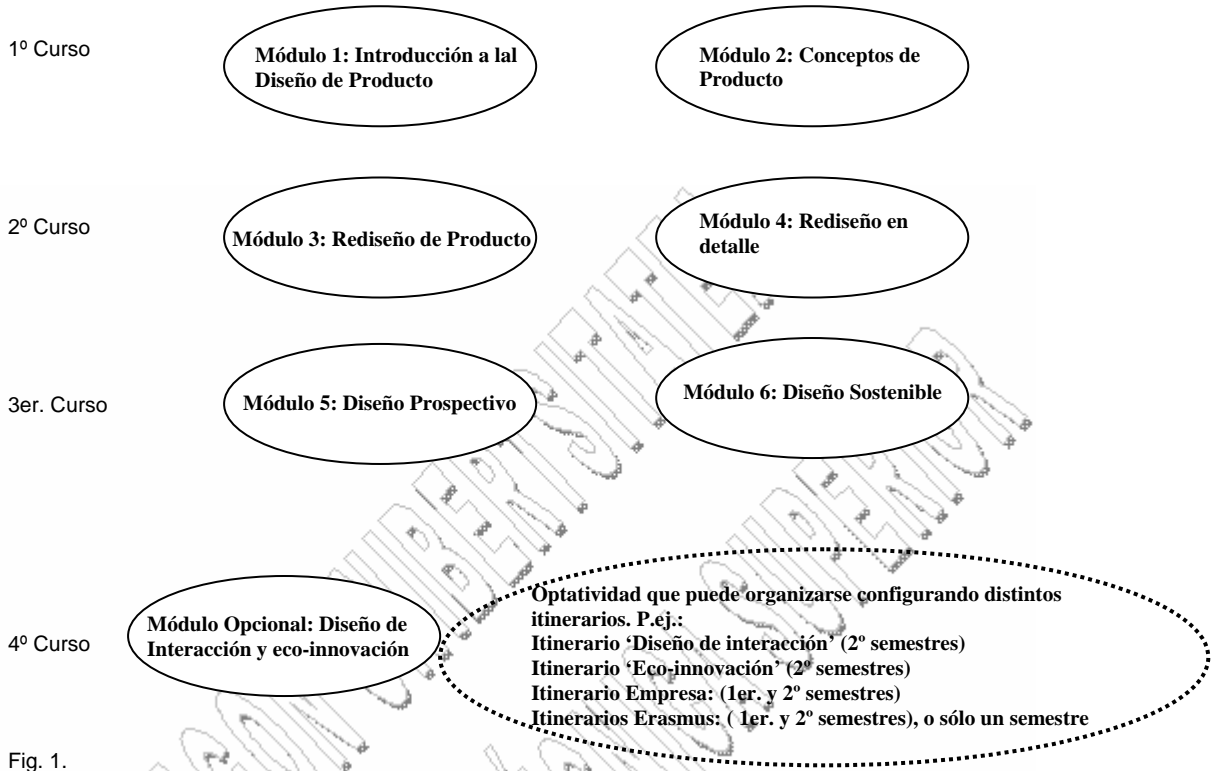 1º Curso
Módulo 1: Introducción a lal
Diseño de Producto
Módulo 2: Conceptos de
Producto
2º Curso
Módulo 3: Rediseño de Producto
Módulo 4: Rediseño en
detalle
3er. Curso
Módulo 5: Diseño Prospectivo
Módulo 6: Diseño Sostenible
4º Curso
Módulo Opcional: Diseño de
Interacción y eco-innovación
Optatividad que puede organizarse configurando distintos
itinerarios. P.ej.:
Itinerario ‘Diseño de interacción’ (2º semestres)
Itinerario ‘Eco-innovación’ (2º semestres)
Itinerario Empresa: (1er. y 2º semestres)
Itinerarios Erasmus: ( 1er. y 2º semestres), o sólo un semestre
Fig. 1.